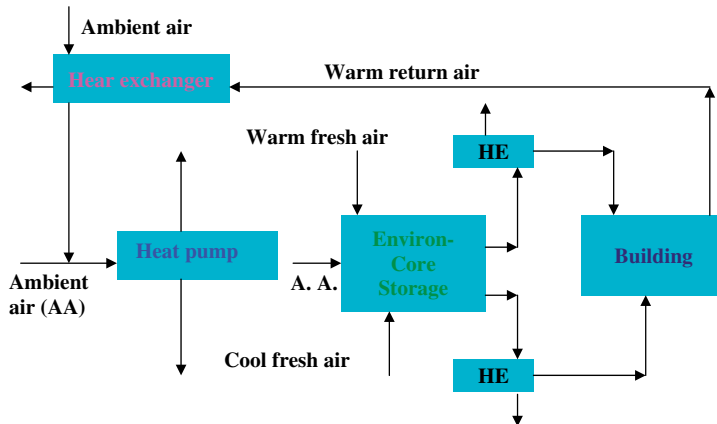 Ambient air
Hear exchanger
Warm return air
Warm fresh air
HE
Heat pump
Environ-
Core
Storage
Building
Ambient
air (AA)
A. A.
Cool fresh air
HE